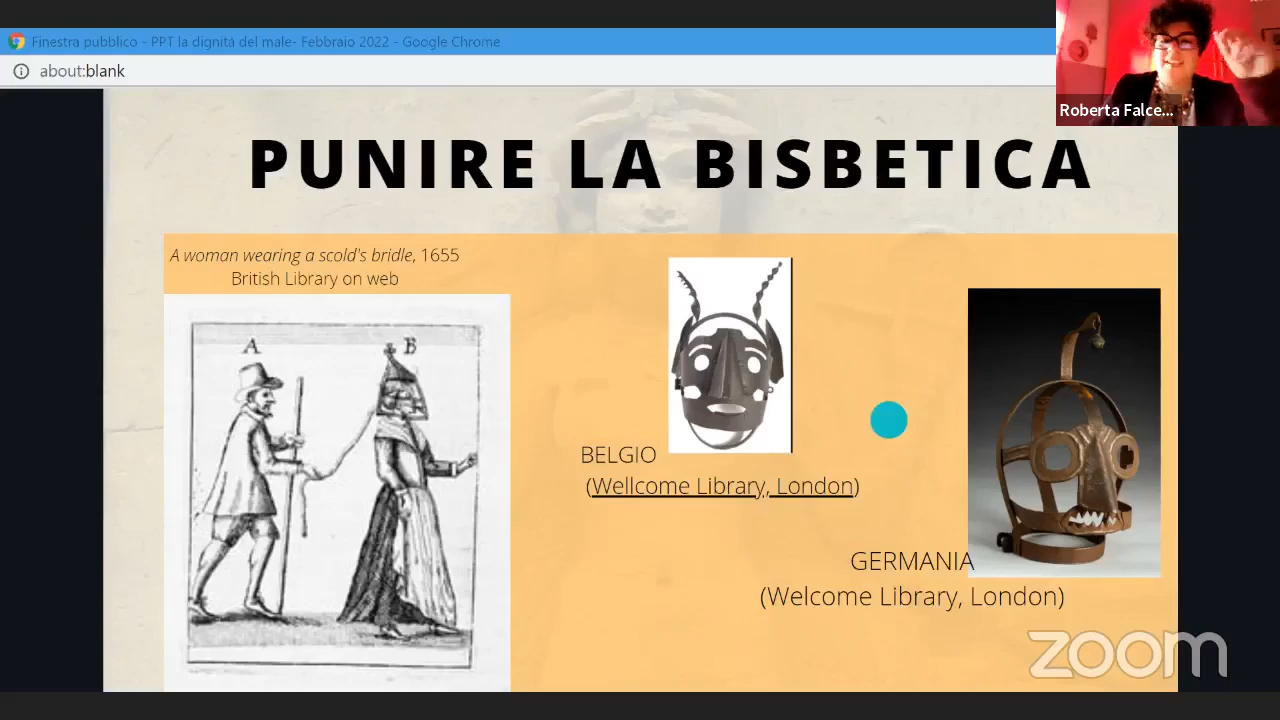 Finestra pubblico - PPT la dignità del male- Febbraio 2022 - Google Chrome
about:blank
Roberta Falce...
PUNIRE LA BISBETICA
A woman wearing a scold's bridle, 1655
British Library on web
A
B
BELGIO
(Wellcome Library, London)
GERMANIA
(Welcome Library, London)
zoom